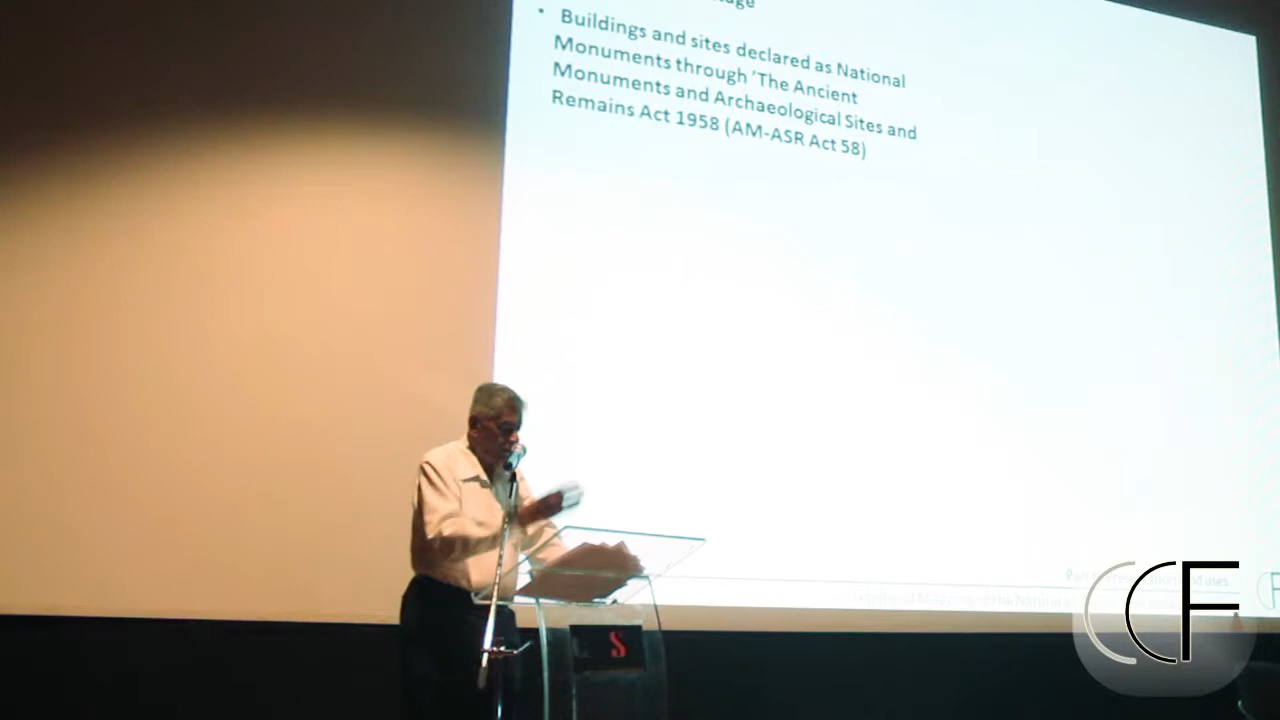 • Buildings and sites declared as National
Monuments through 'The Ancient
Monuments and Archaeological Sites and
Remains Act 1958 (AM-ASR Act 58)
S
CCF